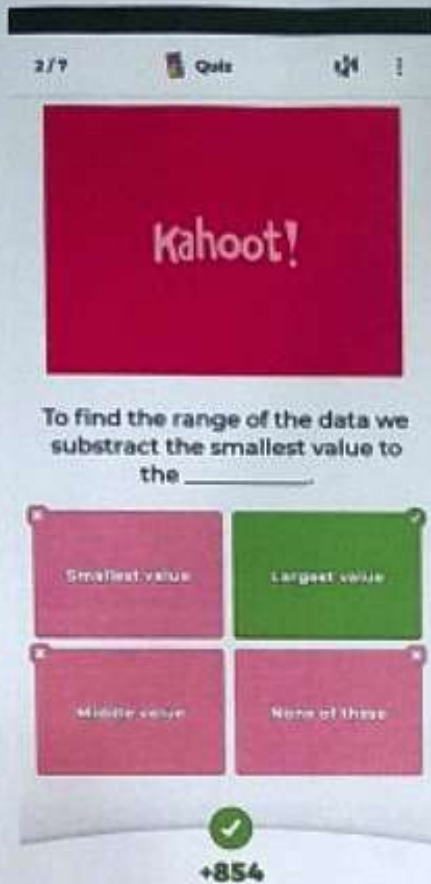 2/7
Quiz
Kahoot!
To find the range of the data we
substract the smallest value to
the ____________.
Smallest value
Largest value
Middle value
None of these
+854